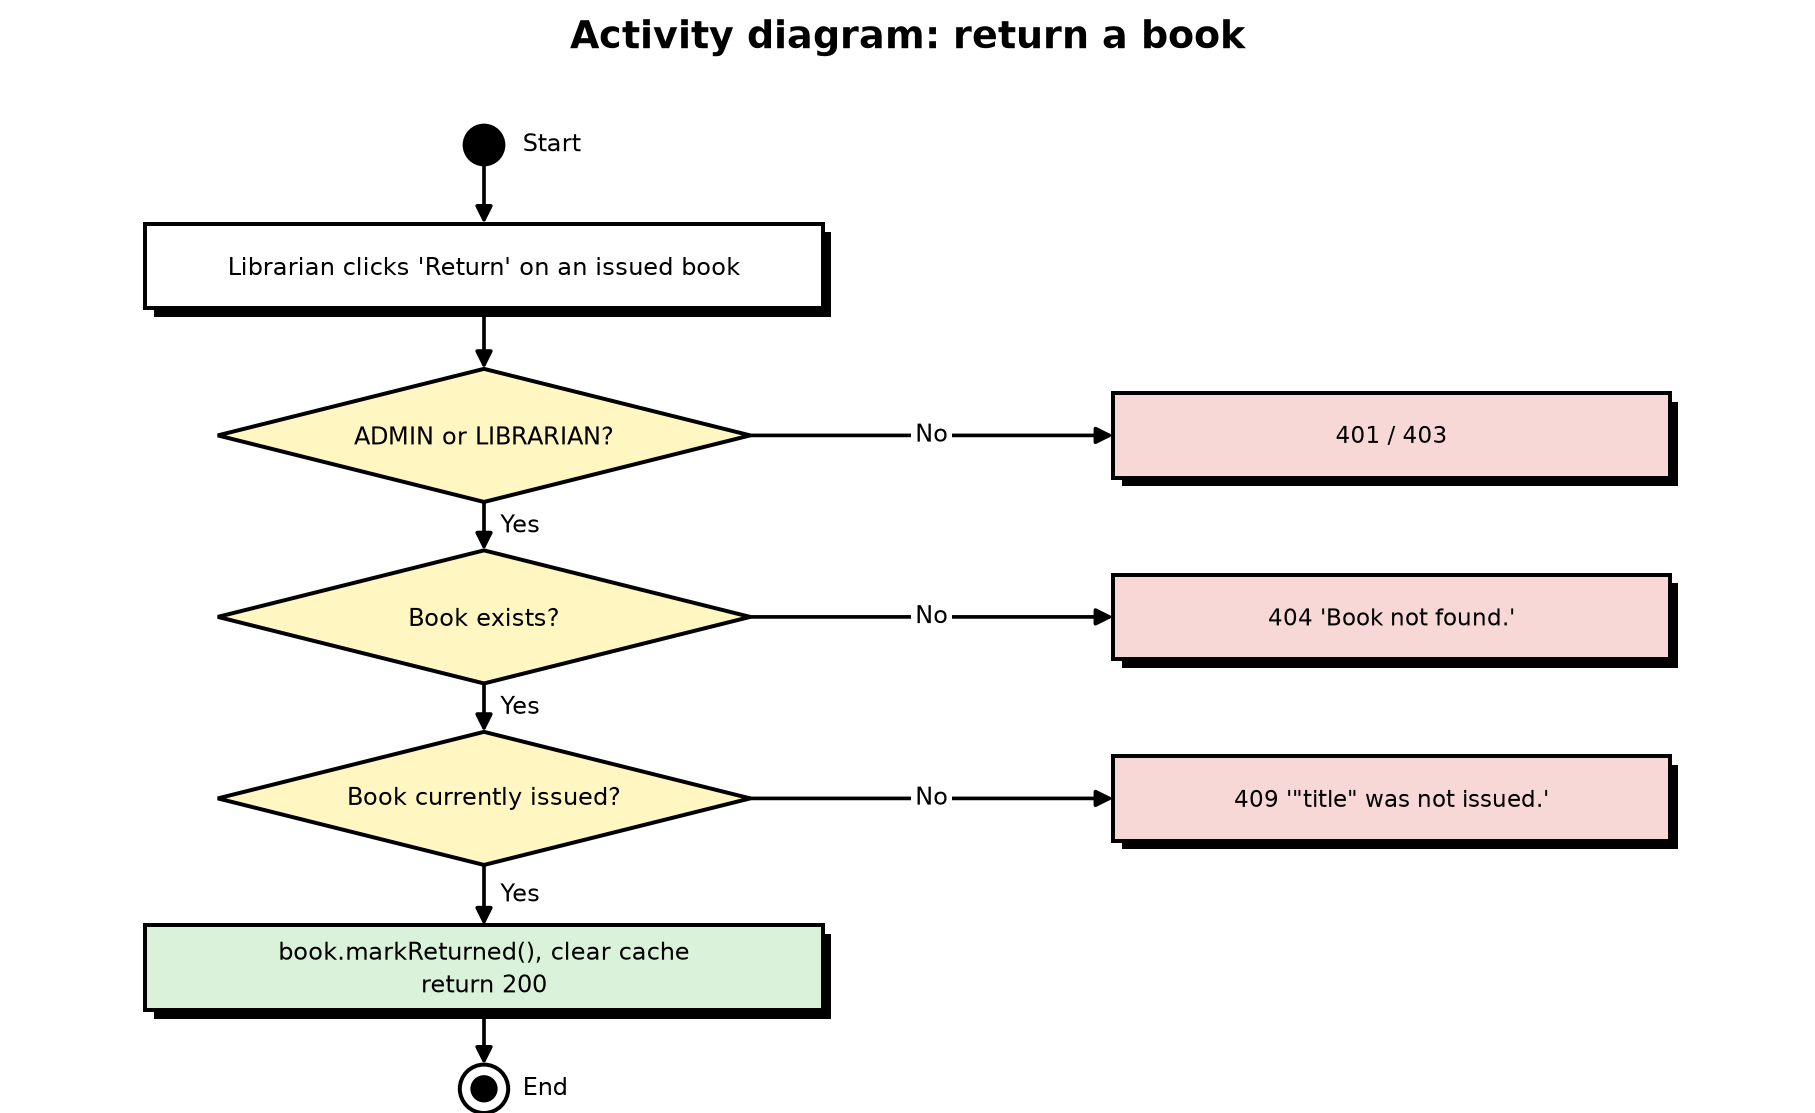 Activity diagram: return a book
Start
Librarian clicks 'Return' on an issued book
ADMIN or LIBRARIAN?
No
401 / 403
Yes
Book exists?
No
404 'Book not found.'
Yes
Book currently issued?
No
409 '"title" was not issued.'
Yes
book.markReturned(), clear cache
return 200
End